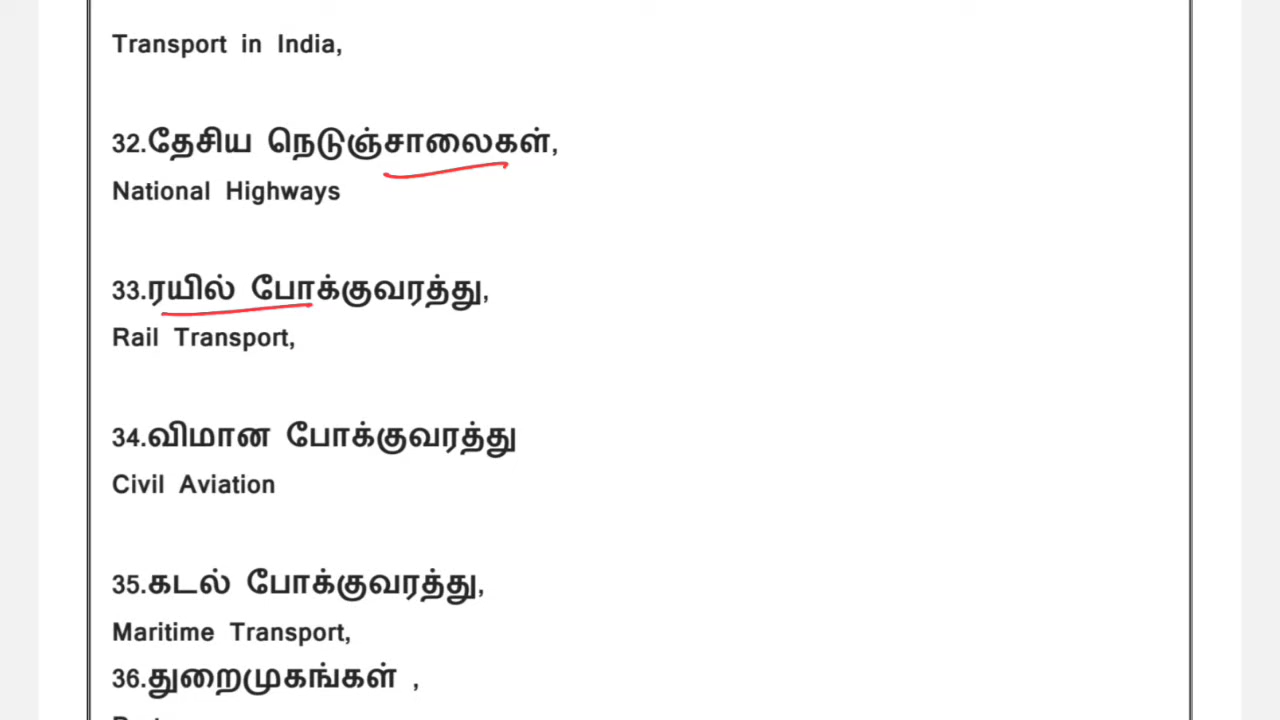 Transport in India,
32.தேசிய நெடுஞ்சாலைகள்,
National Highways
33.ரயில் போக்குவரத்து,
Rail Transport,
34.விமான போக்குவரத்து
Civil Aviation
35.கடல் போக்குவரத்து,
Maritime Transport,
36.துறைமுகங்கள் ,